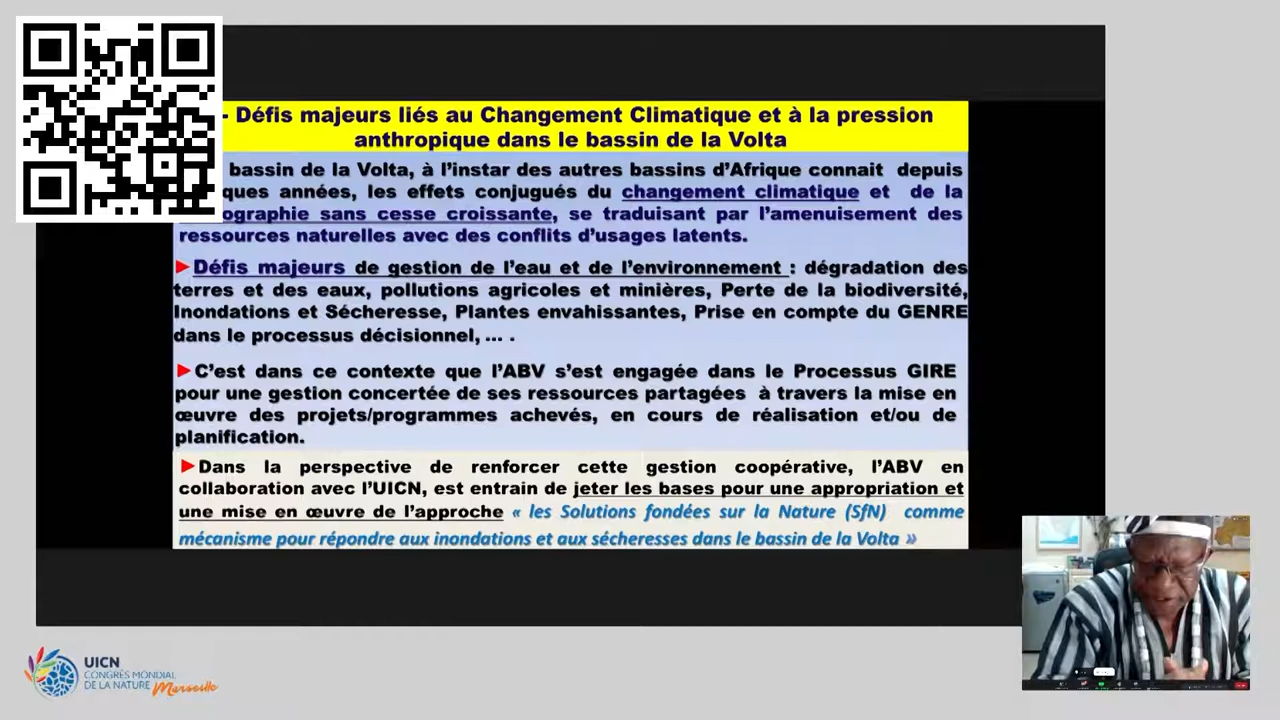 - Défis majeurs liés au Changement Climatique et à la pression
anthropique dans le bassin de la Volta
bassin de la Volta, à l'instar des autres bassins d'Afrique connait depuis
ques années, les effets conjugués du changement climatique et de la
ographie sans cesse croissante, se traduisant par l'amenuisement des
ressources naturelles avec des conflits d'usages latents.
►Défis majeurs de gestion de l'eau et de l'environnement : dégradation des
terres et des eaux, pollutions agricoles et minières, Perte de la biodiversité,
Inondations et Sécheresse, Plantes envahissantes, Prise en compte du GENRE
dans le processus décisionnel, ... .
►C'est dans ce contexte que l'ABV s'est engagée dans le Processus GIRE
pour une gestion concertée de ses ressources partagées à travers la mise en
œuvre des projets/programmes achevés, en cours de réalisation et/ou de
planification.
►Dans la perspective de renforcer cette gestion coopérative, l'ABV en
collaboration avec l'UICN, est entrain de jeter les bases pour une appropriation et
une mise en œuvre de l'approche « les Solutions fondées sur la Nature (SfN) comme
mécanisme pour répondre aux inondations et aux sécheresses dans le bassin de la Volta »
UICN
CONGRÈS MONDIAL
DE LA NATURE
Marseille